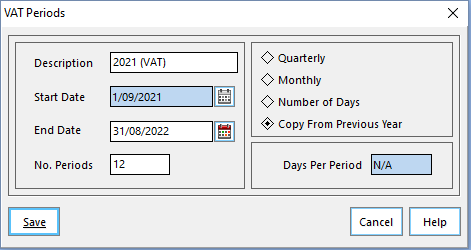 VAT Periods
Description 2021 (VAT)
Start Date 1/09/2021
End Date 31/08/2022
No. Periods 12
Quarterly
Monthly
Number of Days
Copy From Previous Year
Days Per Period N/A
Save Cancel Help